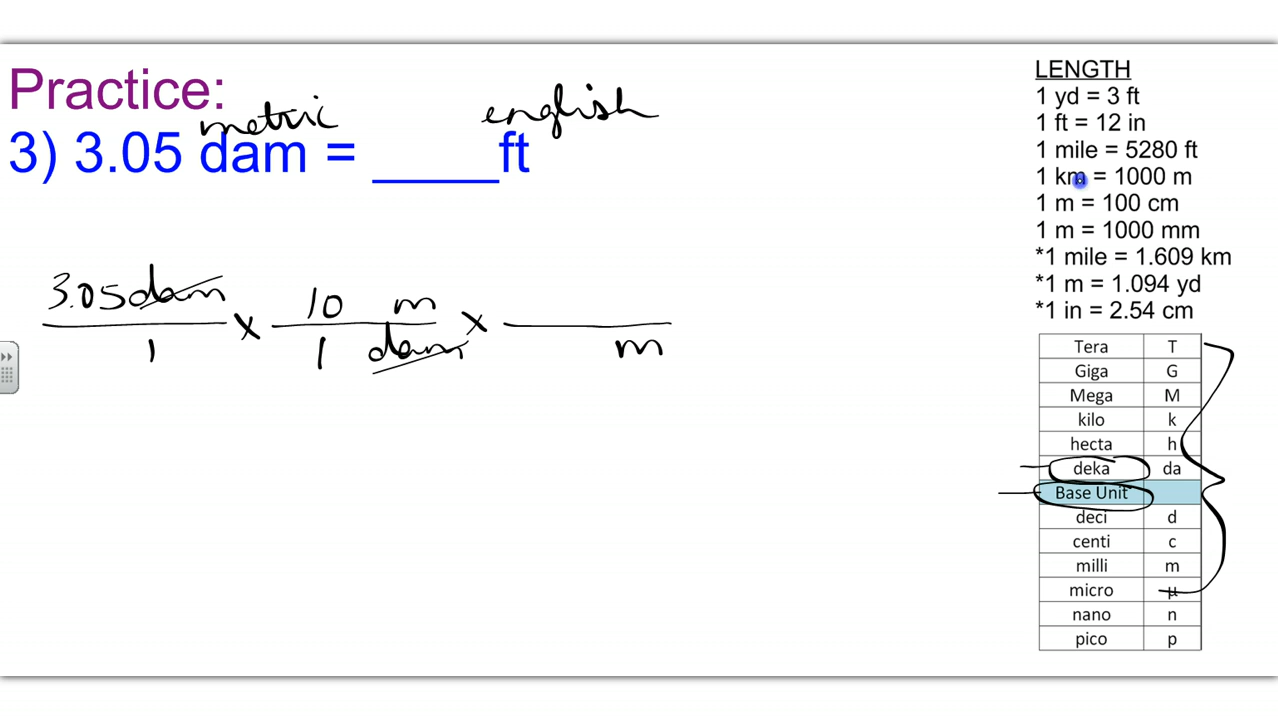 Practice:
metric english
3) 3.05 dam = _____ft
3.05 dam
1
x
10 m
1 dam
x
m
LENGTH
1 yd = 3 ft
1 ft = 12 in
1 mile = 5280 ft
1 km = 1000 m
1 m = 100 cm
1 m = 1000 mm
*1 mile = 1.609 km
*1 m = 1.094 yd
*1 in = 2.54 cm
Tera T
Giga G
Mega M
kilo k
hecta h
deka da
Base Unit
deci d
centi c
milli m
micro µ
nano n
pico p